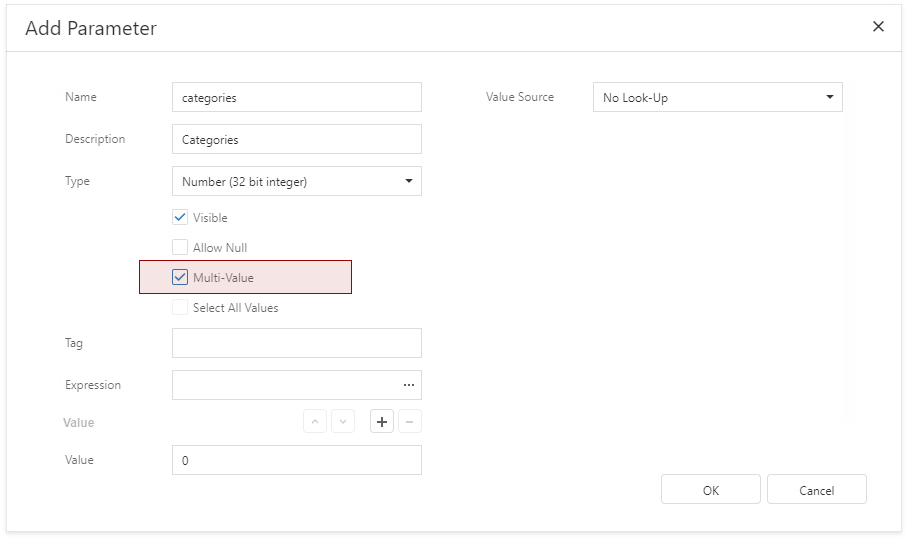 Add Parameter
Name
categories
Value Source
No Look-Up
Description
Categories
Type
Number (32 bit integer)
Visible
Allow Null
Multi-Value
Select All Values
Tag
Expression
...
Value
Value
0
OK
Cancel